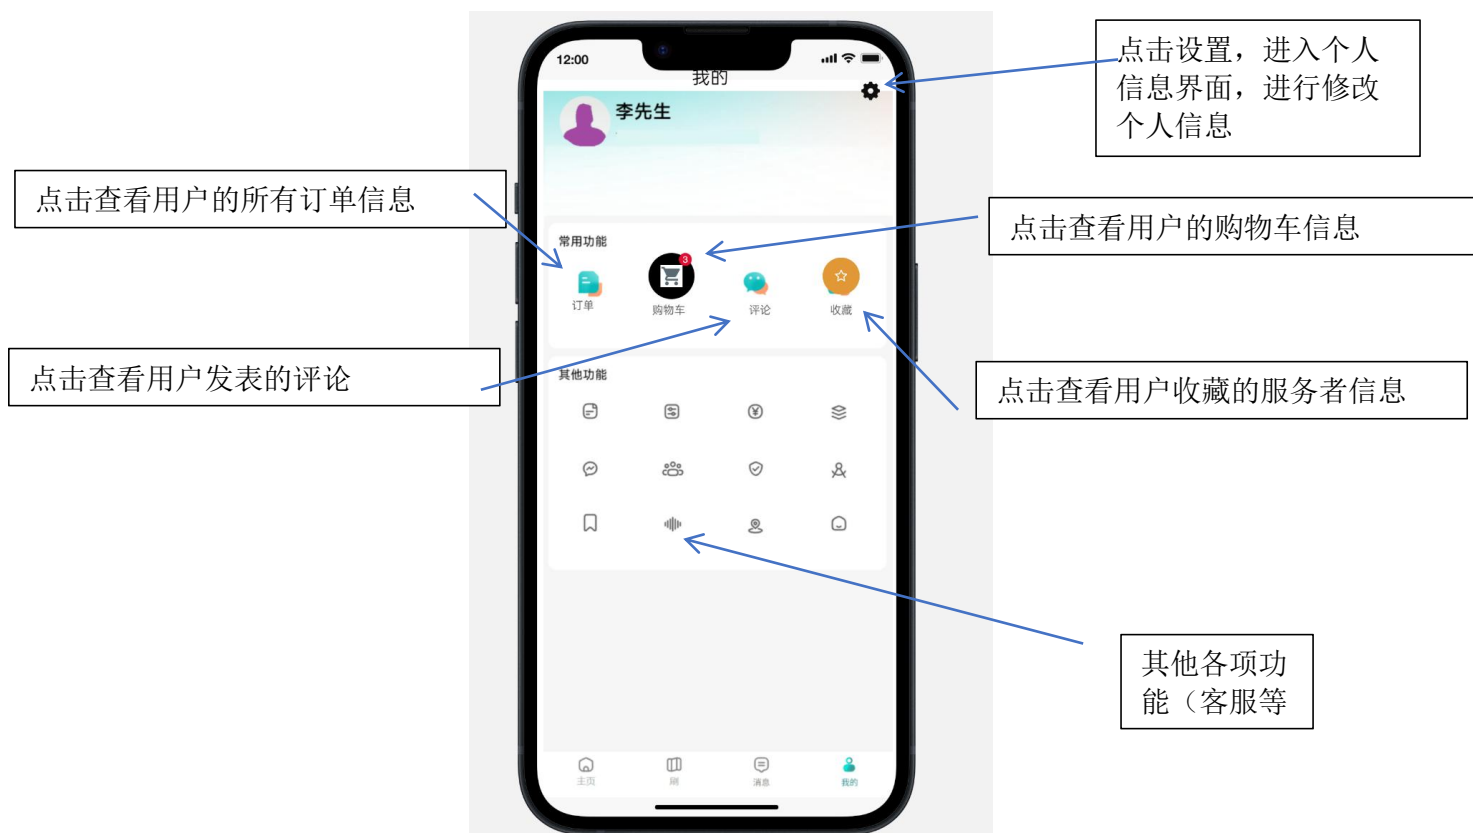 点击设置，进入个人
信息界面，进行修改
个人信息
12:00
我的
李先生
点击查看用户的所有订单信息
点击查看用户的购物车信息
常用功能
3
订单
购物车
评论
收藏
点击查看用户发表的评论
其他功能
点击查看用户收藏的服务者信息
其他各项功
能（客服等
主页
刷
消息
我的